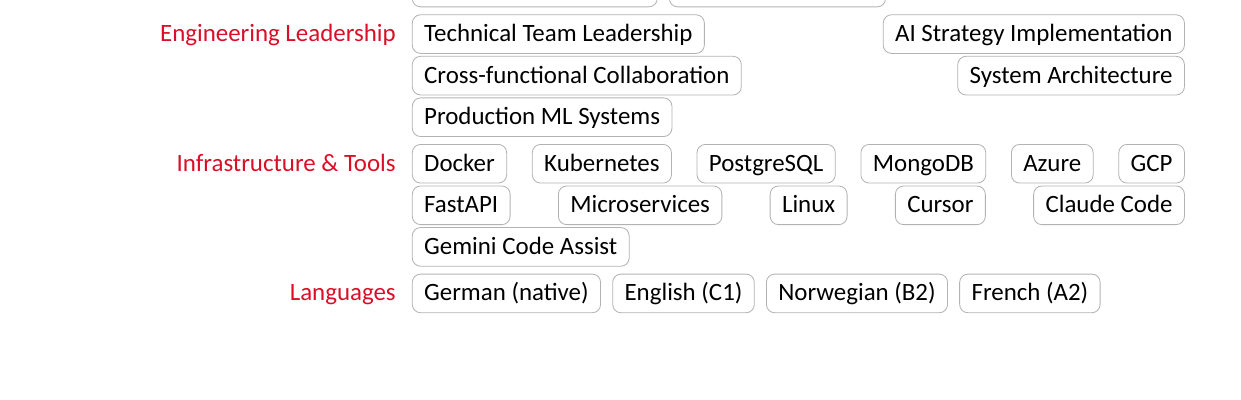 Engineering Leadership Technical Team Leadership AI Strategy Implementation
Cross-functional Collaboration System Architecture
Production ML Systems
Infrastructure & Tools Docker Kubernetes PostgreSQL MongoDB Azure GCP
FastAPI Microservices Linux Cursor Claude Code
Gemini Code Assist
Languages German (native) English (C1) Norwegian (B2) French (A2)